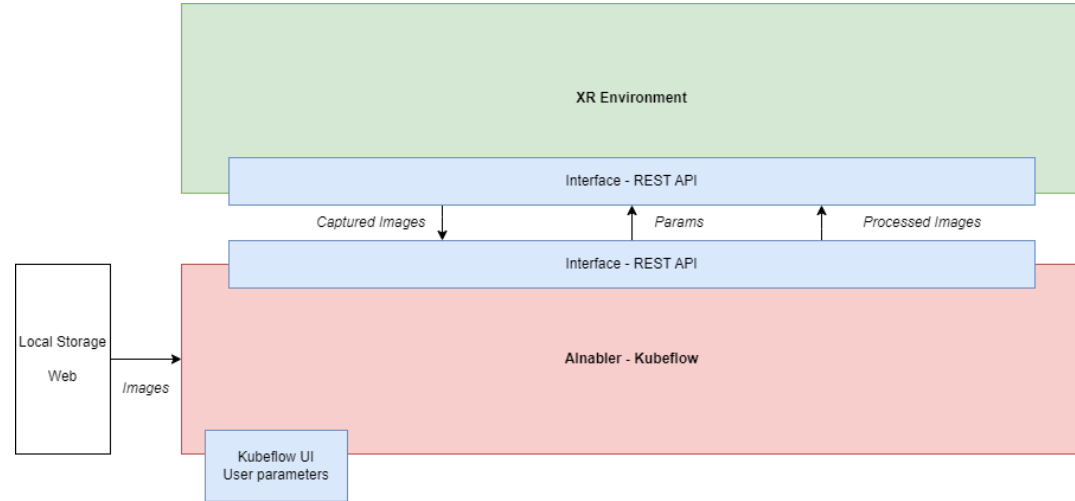 XR Environment
Interface - REST API
Captured Images
Params
Processed Images
Interface - REST API
Local Storage
Web
Images
AInabler - Kubeflow
Kubeflow UI
User parameters